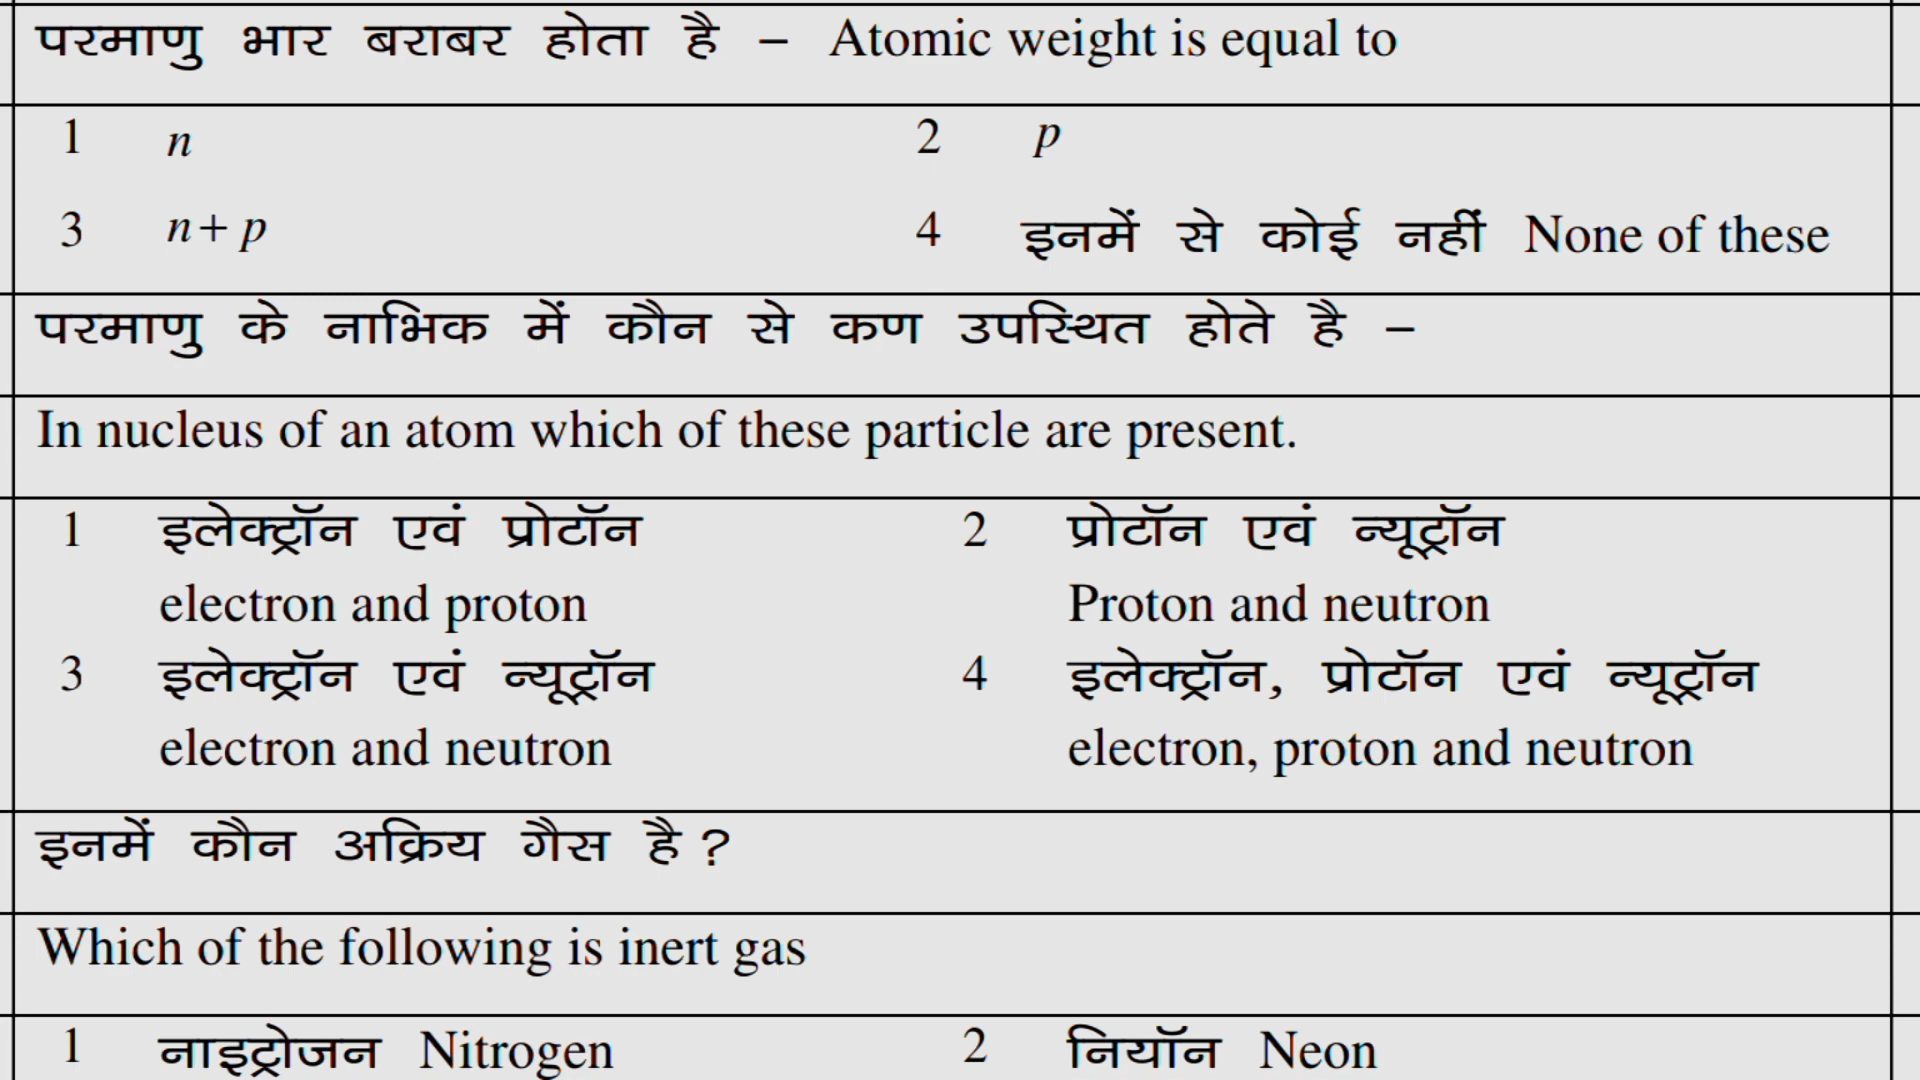 परमाणु भार बराबर होता है – Atomic weight is equal to
1 n 2 p
3 n + p 4 इनमें से कोई नहीं None of these
परमाणु के नाभिक में कौन से कण उपस्थित होते है –
In nucleus of an atom which of these particle are present.
1 इलेक्ट्रॉन एवं प्रोटॉन 2 प्रोटॉन एवं न्यूट्रॉन
electron and proton Proton and neutron
3 इलेक्ट्रॉन एवं न्यूट्रॉन 4 इलेक्ट्रॉन, प्रोटॉन एवं न्यूट्रॉन
electron and neutron electron, proton and neutron
इनमें कौन अक्रिय गैस है ?
Which of the following is inert gas
1 नाइट्रोजन Nitrogen 2 नियॉन Neon